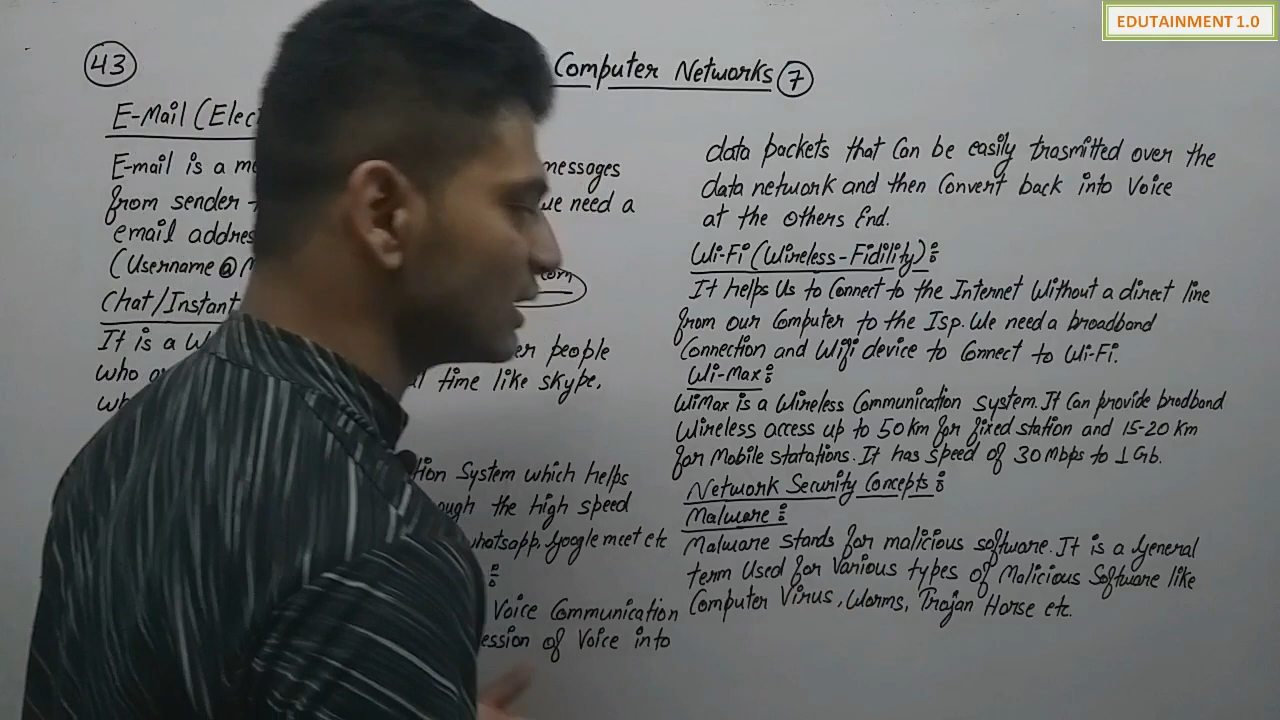 EDUTAINMENT 1.0
43
Computer Networks 7
E-Mail (Elec
E-mail is a messages
from sender we need a
email addres
(Username@
Chat/Instant
It is a people
who time like skype,
tion System which helps
ough the high speed
whatsapp, Google meet etc
Voice Communication
ession of Voice into
data packets that Can be easily trasmitted over the
data network and then Convert back into Voice
at the others End.
Wi-Fi (Wireless-Fidility):
It helps Us to Connect to the Internet Without a direct line
from our Computer to the Isp. We need a broadband
Connection and Wifi device to Connect to Wi-Fi.
Wi-Max:
WiMax is a Wireless Communication system. It Can provide brodband
Wireless access up to 50 Km for fixed station and 15-20 Km
for Mobile statations. It has speed of 30 Mbps to 1 Gb.
Network Security Concepts:
Malware:
Malware stands for malicious software. It is a General
term Used for Various types of Malicious Software like
Computer Virus, Worms, Trojan Horse etc.